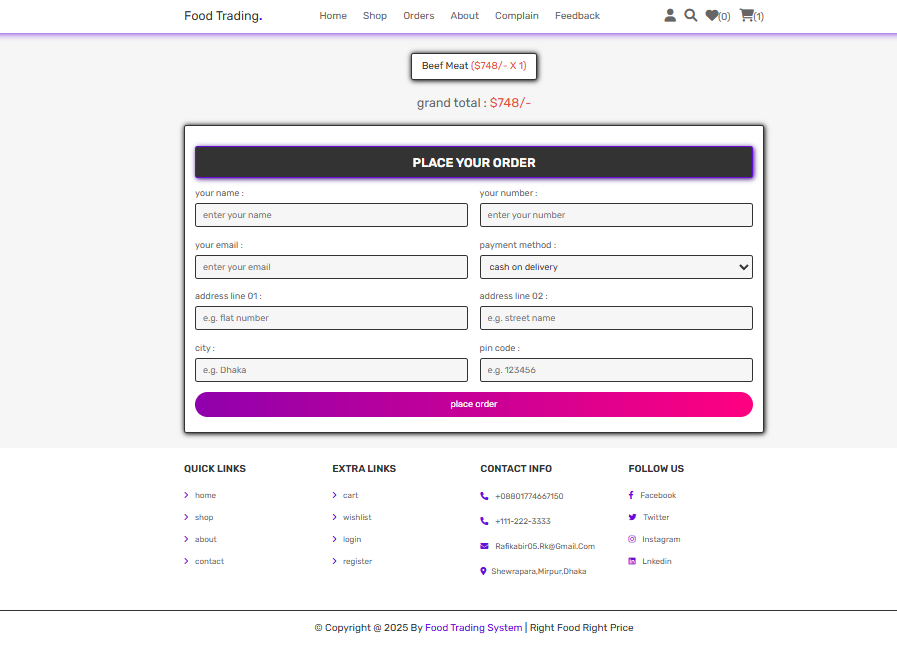 Food Trading.
Home Shop Orders About Complain Feedback
(0) (1)
Beef Meat ($748/- X 1)
grand total : $748/-
PLACE YOUR ORDER
your name : your number :
enter your name enter your number
your email : payment method :
enter your email cash on delivery
address line 01 : address line 02 :
e.g. flat number e.g. street name
city : pin code :
e.g. Dhaka e.g. 123456
place order
QUICK LINKS EXTRA LINKS CONTACT INFO FOLLOW US
home cart +08801774667150 Facebook
shop wishlist +111-222-3333 Twitter
about login Rafikabir05.Rk@Gmail.Com Instagram
contact register Shewrapara,Mirpur,Dhaka Lnkedin
© Copyright @ 2025 By Food Trading System | Right Food Right Price